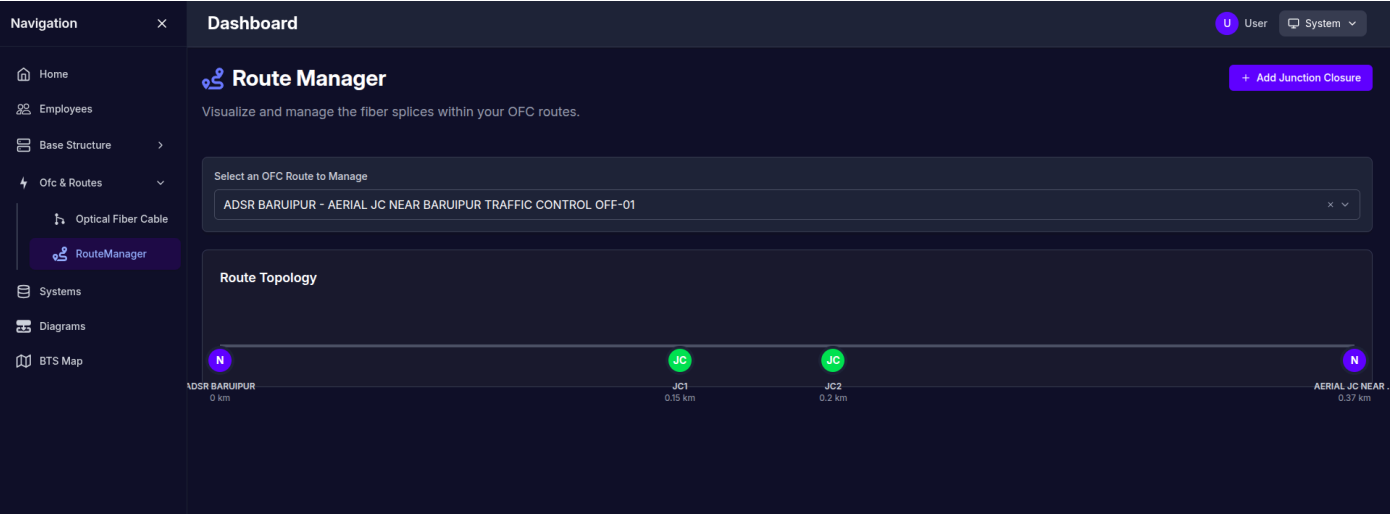 Navigation
Dashboard
U User System
Home
Employees
Base Structure
Ofc & Routes
Optical Fiber Cable
RouteManager
Systems
Diagrams
BTS Map
Route Manager
+ Add Junction Closure
Visualize and manage the fiber splices within your OFC routes.
Select an OFC Route to Manage
ADSR BARUIPUR - AERIAL JC NEAR BARUIPUR TRAFFIC CONTROL OFF-01
Route Topology
N JC JC N
ADSR BARUIPUR JC1 JC2 AERIAL JC NEAR .
0 km 0.15 km 0.2 km 0.37 km